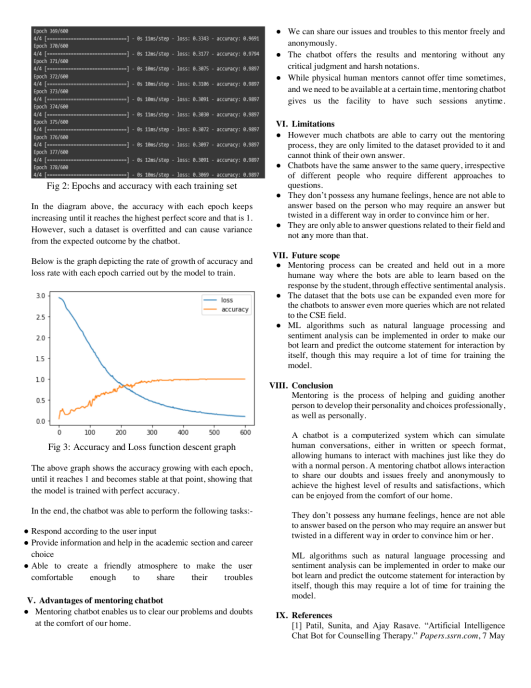 Epoch 369/600
4/4 [==============================] - 0s 11ms/step - loss: 0.3343 - accuracy: 0.9691
Epoch 370/600
4/4 [==============================] - 0s 12ms/step - loss: 0.3177 - accuracy: 0.9794
Epoch 371/600
4/4 [==============================] - 0s 10ms/step - loss: 0.3075 - accuracy: 0.9897
Epoch 372/600
4/4 [==============================] - 0s 10ms/step - loss: 0.3106 - accuracy: 0.9897
Epoch 373/600
4/4 [==============================] - 0s 12ms/step - loss: 0.3091 - accuracy: 0.9897
Epoch 374/600
4/4 [==============================] - 0s 10ms/step - loss: 0.3030 - accuracy: 0.9897
Epoch 375/600
4/4 [==============================] - 0s 10ms/step - loss: 0.3072 - accuracy: 0.9897
Epoch 376/600
4/4 [==============================] - 0s 10ms/step - loss: 0.3097 - accuracy: 0.9897
Epoch 377/600
4/4 [==============================] - 0s 12ms/step - loss: 0.3091 - accuracy: 0.9897
Epoch 378/600
4/4 [==============================] - 0s 10ms/step - loss: 0.3069 - accuracy: 0.9897
Fig 2: Epochs and accuracy with each training set
In the diagram above, the accuracy with each epoch keeps
increasing until it reaches the highest perfect score and that is 1.
However, such a dataset is overfitted and can cause variance
from the expected outcome by the chatbot.
Below is the graph depicting the rate of growth of accuracy and
loss rate with each epoch carried out by the model to train.
3.0
2.5
2.0
1.5
1.0
0.5
0.0
0 100 200 300 400 500 600
loss
accuracy
Fig 3: Accuracy and Loss function descent graph
The above graph shows the accuracy growing with each epoch,
until it reaches 1 and becomes stable at that point, showing that
the model is trained with perfect accuracy.
In the end, the chatbot was able to perform the following tasks:-
● Respond according to the user input
● Provide information and help in the academic section and career
choice
● Able to create a friendly atmosphere to make the user
comfortable enough to share their troubles
V. Advantages of mentoring chatbot
● Mentoring chatbot enables us to clear our problems and doubts
at the comfort of our home.
● We can share our issues and troubles to this mentor freely and
anonymously.
● The chatbot offers the results and mentoring without any
critical judgment and harsh notations.
● While physical human mentors cannot offer time sometimes,
and we need to be available at a certain time, mentoring chatbot
gives us the facility to have such sessions anytime.
VI. Limitations
● However much chatbots are able to carry out the mentoring
process, they are only limited to the dataset provided to it and
cannot think of their own answer.
● Chatbots have the same answer to the same query, irrespective
of different people who require different approaches to
questions.
● They don't possess any humane feelings, hence are not able to
answer based on the person who may require an answer but
twisted in a different way in order to convince him or her.
● They are only able to answer questions related to their field and
not any more than that.
VII. Future scope
● Mentoring process can be created and held out in a more
humane way where the bots are able to learn based on the
response by the student, through effective sentimental analysis.
● The dataset that the bots use can be expanded even more for
the chatbots to answer even more queries which are not related
to the CSE field.
● ML algorithms such as natural language processing and
sentiment analysis can be implemented in order to make our
bot learn and predict the outcome statement for interaction by
itself, though this may require a lot of time for training the
model.
VIII. Conclusion
Mentoring is the process of helping and guiding another
person to develop their personality and choices professionally,
as well as personally.
A chatbot is a computerized system which can simulate
human conversations, either in written or speech format,
allowing humans to interact with machines just like they do
with a normal person. A mentoring chatbot allows interaction
to share our doubts and issues freely and anonymously to
achieve the highest level of results and satisfactions, which
can be enjoyed from the comfort of our home.
They don't possess any humane feelings, hence are not able
to answer based on the person who may require an answer but
twisted in a different way in order to convince him or her.
ML algorithms such as natural language processing and
sentiment analysis can be implemented in order to make our
bot learn and predict the outcome statement for interaction by
itself, though this may require a lot of time for training the
model.
IX. References
[1] Patil, Sunita, and Ajay Rasave. "Artificial Intelligence
Chat Bot for Counselling Therapy." Papers.ssrn.com, 7 May